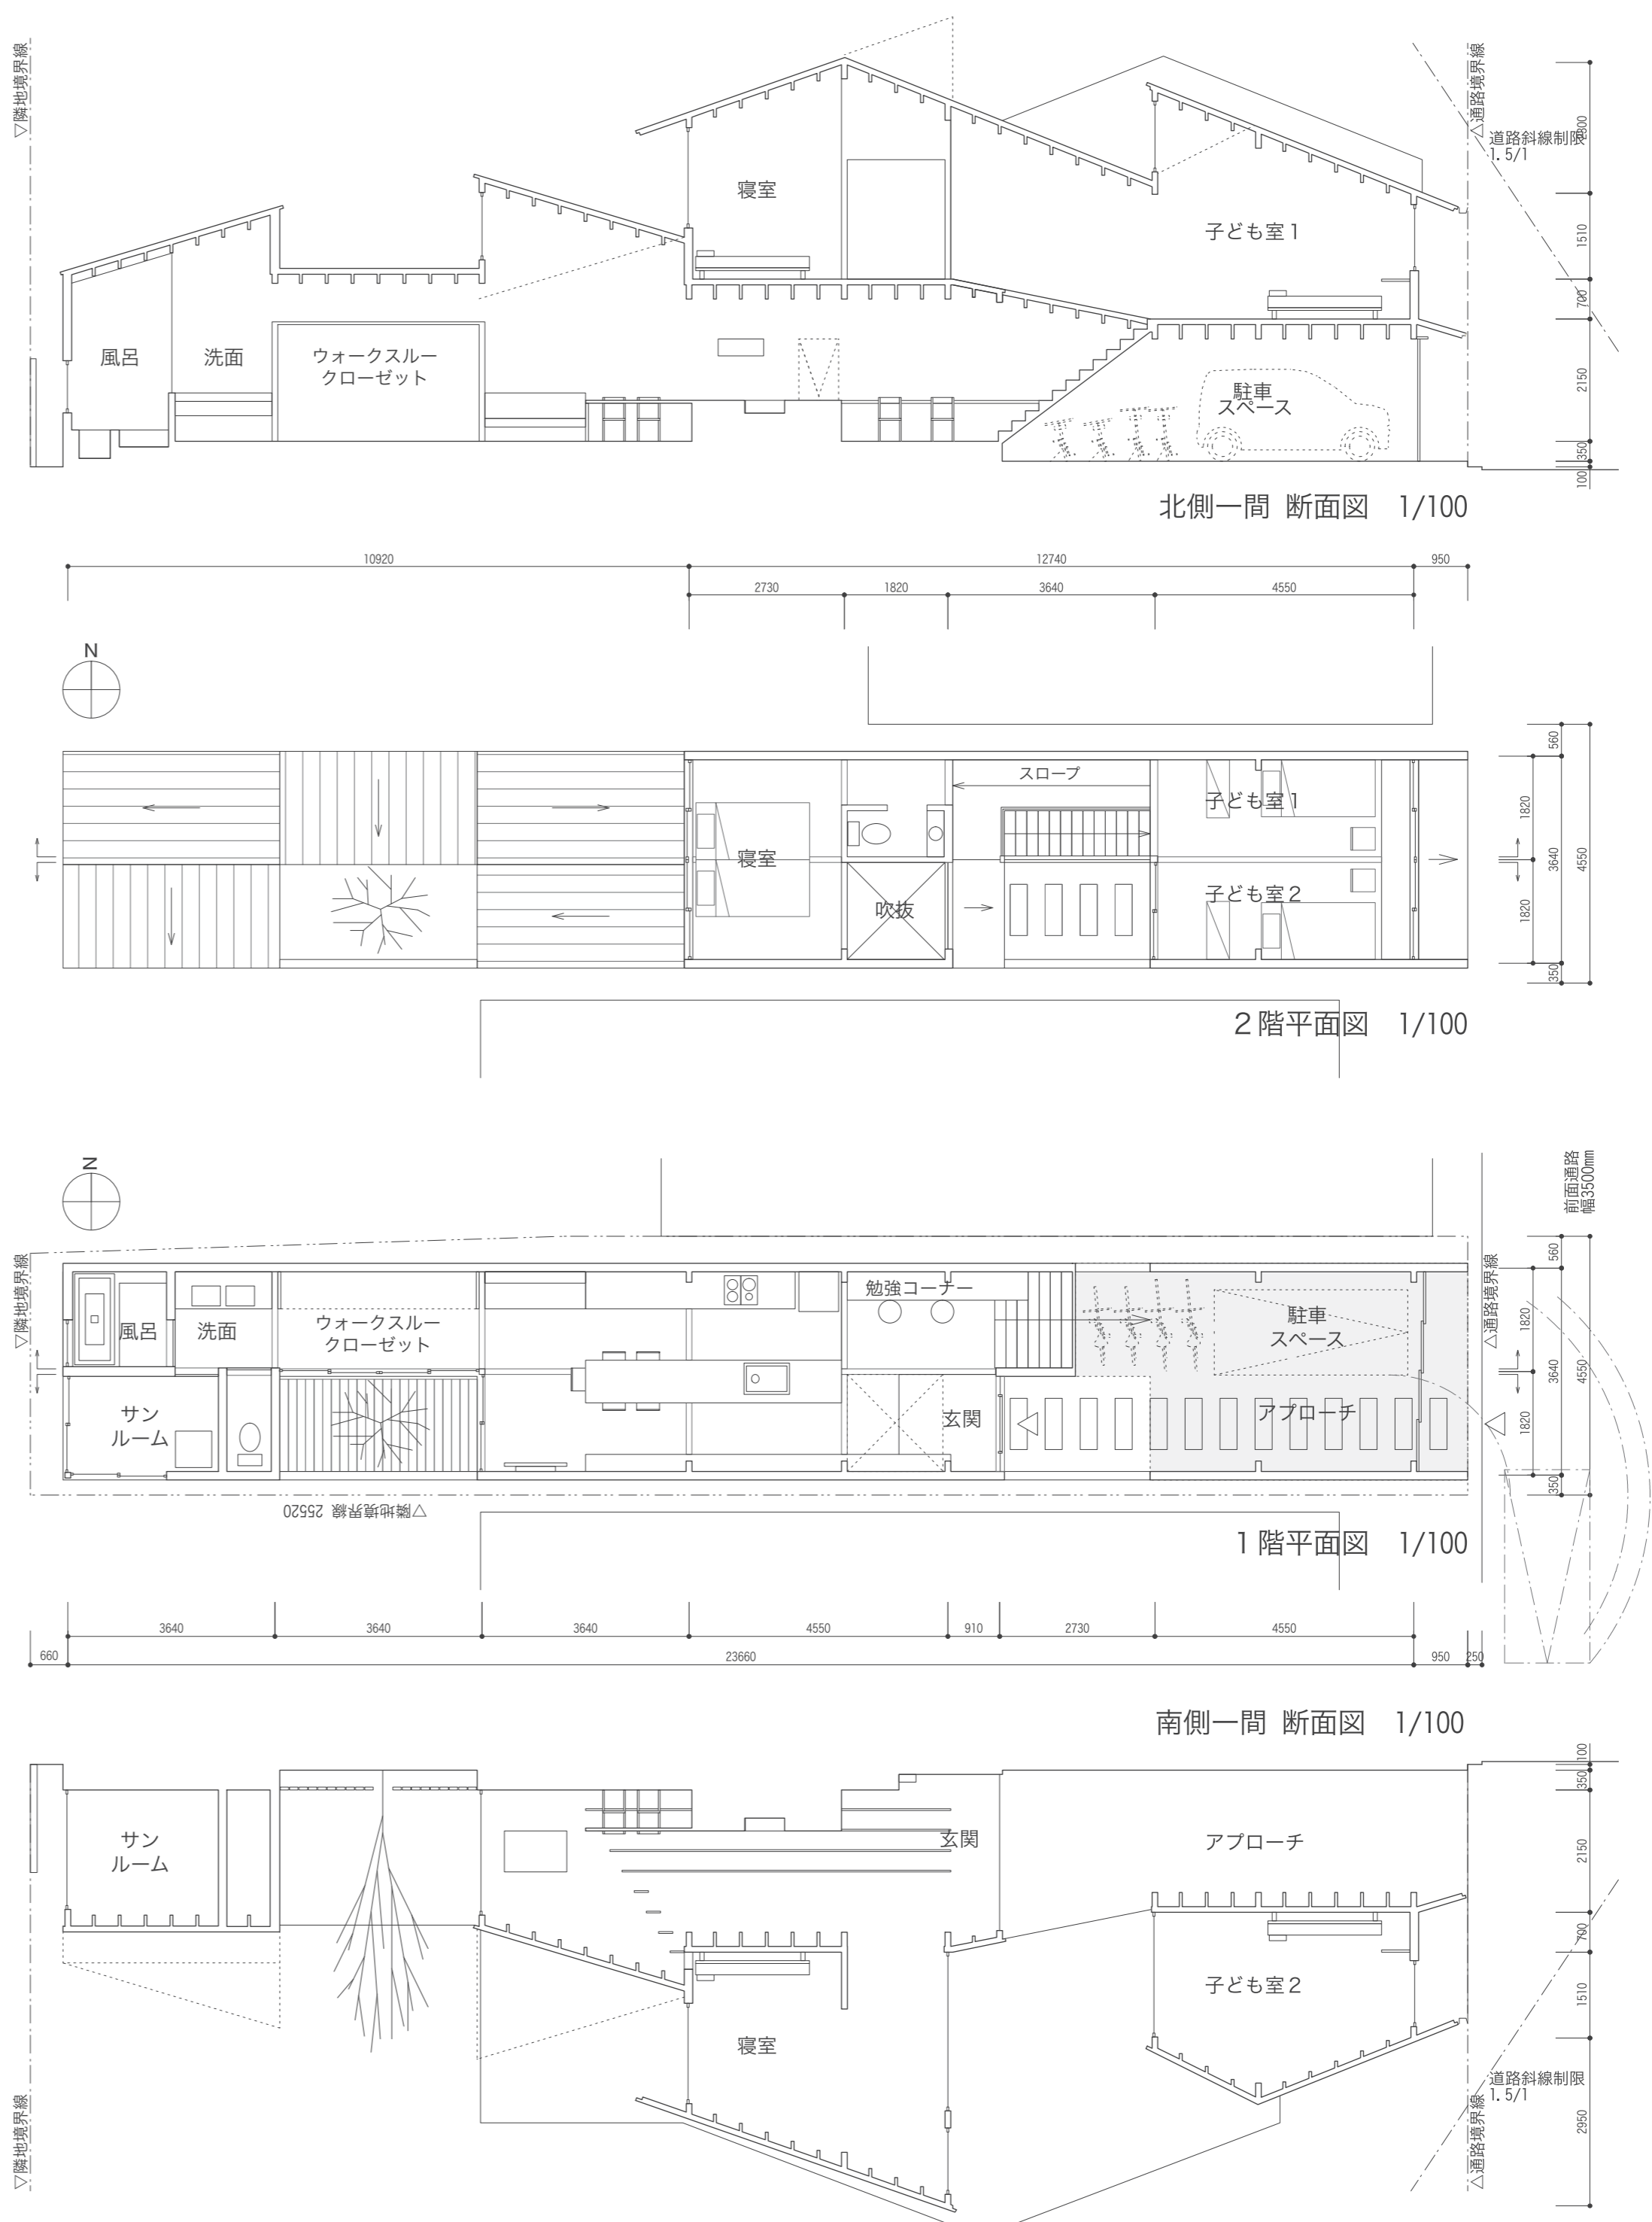 ▽隣地境界線
△通路境界線
道路斜線制限
1.5/1
寝室
子ども室1
風呂
洗面
ウォークスルー
クローゼット
駐車
スペース
1510
700
2150
350
100
北側一間 断面図 1/100
10920
12740
950
2730
1820
3640
4550
N
スロープ
子ども室1
寝室
吹抜
子ども室2
560
1820
3640
4550
1820
350
2階平面図 1/100
N
前面通路
幅3500mm
▽隣地境界線
△通路境界線
風呂
洗面
ウォークスルー
クローゼット
勉強コーナー
駐車
スペース
サン
ルーム
玄関
アプローチ
560
1820
3640
4550
1820
350
▽隣地境界線 25520
1階平面図 1/100
3640
3640
3640
4550
910
2730
4550
660
23660
950
250
南側一間 断面図 1/100
サン
ルーム
玄関
アプローチ
子ども室2
寝室
100
350
2150
700
1510
2950
道路斜線制限
1.5/1
▽隣地境界線
△通路境界線